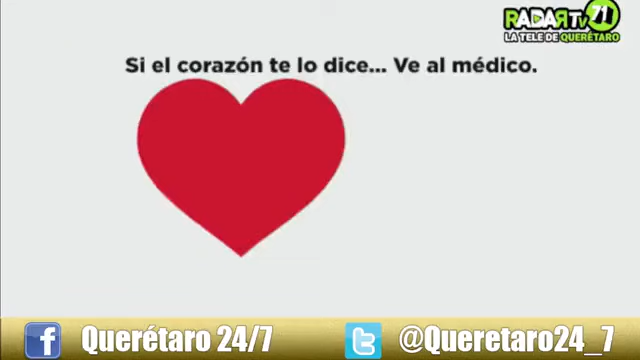 RADAR TV 71
LA TELE DE QUERÉTARO
Si el corazón te lo dice... Ve al médico.
Querétaro 24/7
@Queretaro24_7